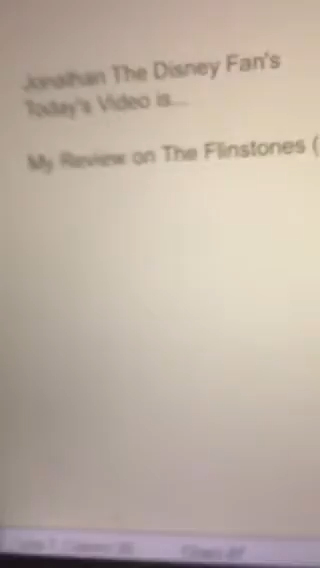 Jonathan The Disney Fan's
Today's Video is...
My Review on The Flinstones (